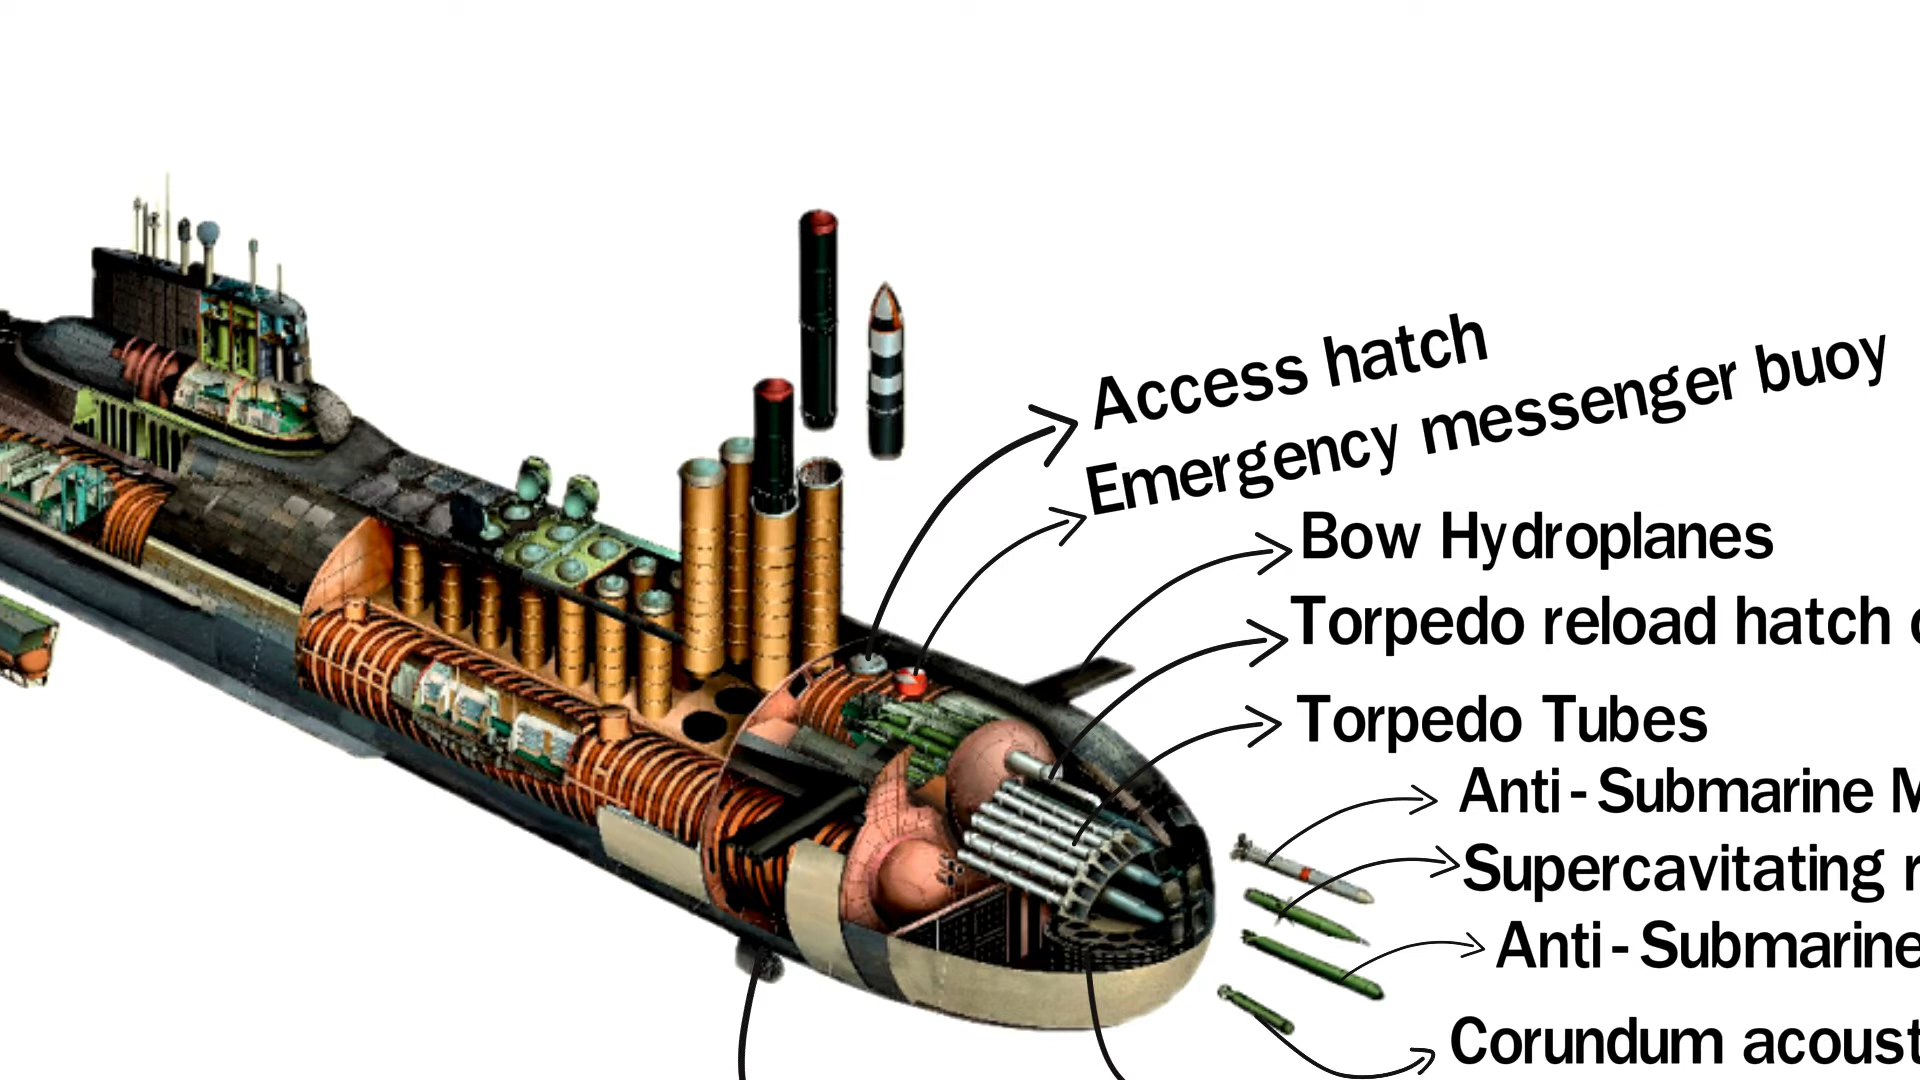 Access hatch
Emergency messenger buoy
Bow Hydroplanes
Torpedo reload hatch
Torpedo Tubes
Anti-Submarine
Supercavitating
Anti-Submarine
Corundum